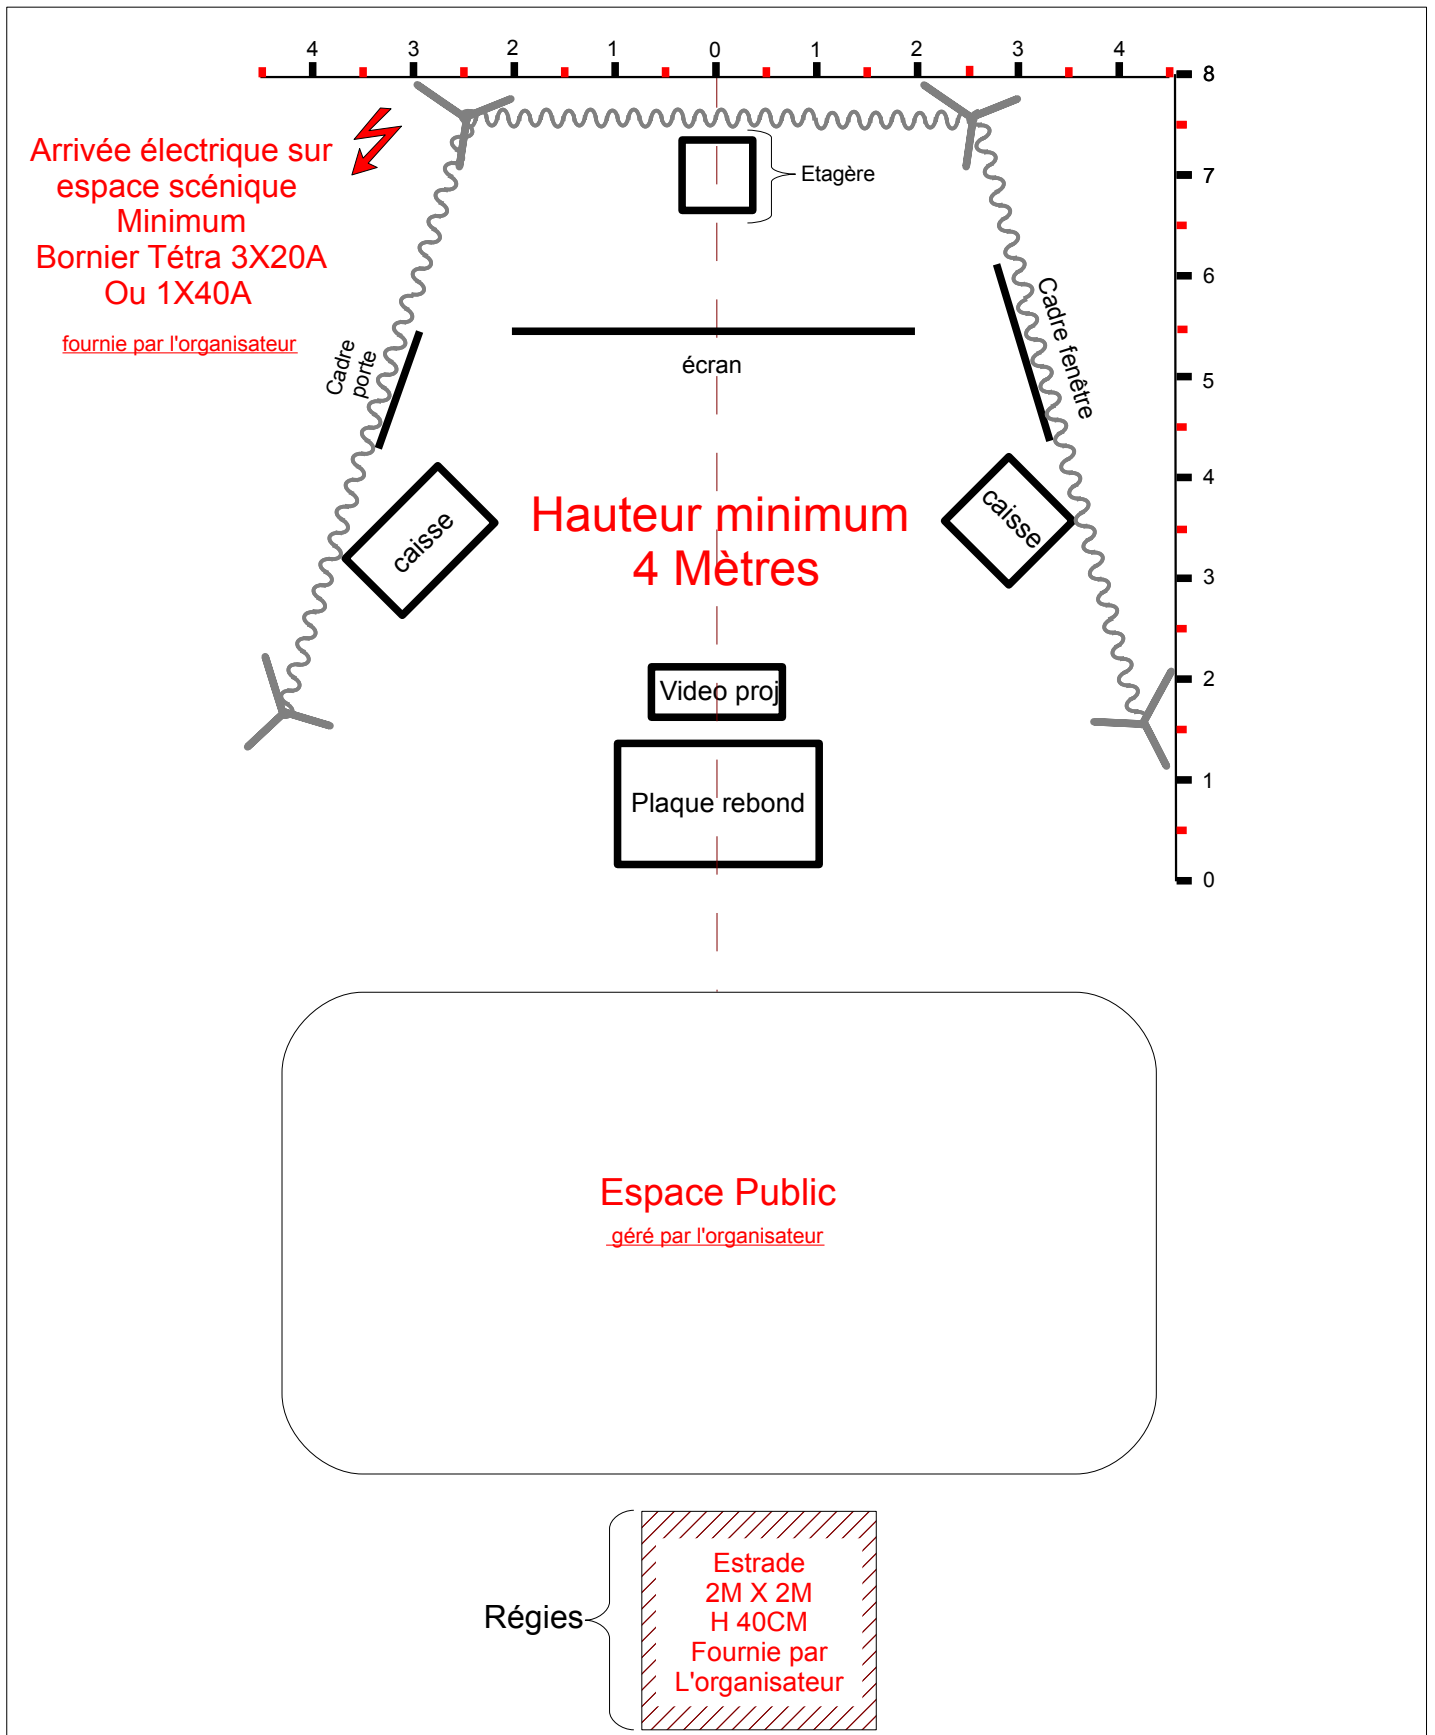 4 3 2 1 0 1 2 3 4
8
7
6
5
4
3
2
1
0
Arrivée électrique sur
espace scénique
Minimum
Bornier Tétra 3X20A
Ou 1X40A
fournie par l'organisateur
Etagère
Cadre
porte
écran
Cadre fenêtre
caisse
Hauteur minimum
4 Mètres
caisse
Video proj
Plaque rebond
Espace Public
géré par l'organisateur
Régies
Estrade
2M X 2M
H 40CM
Fournie par
L'organisateur